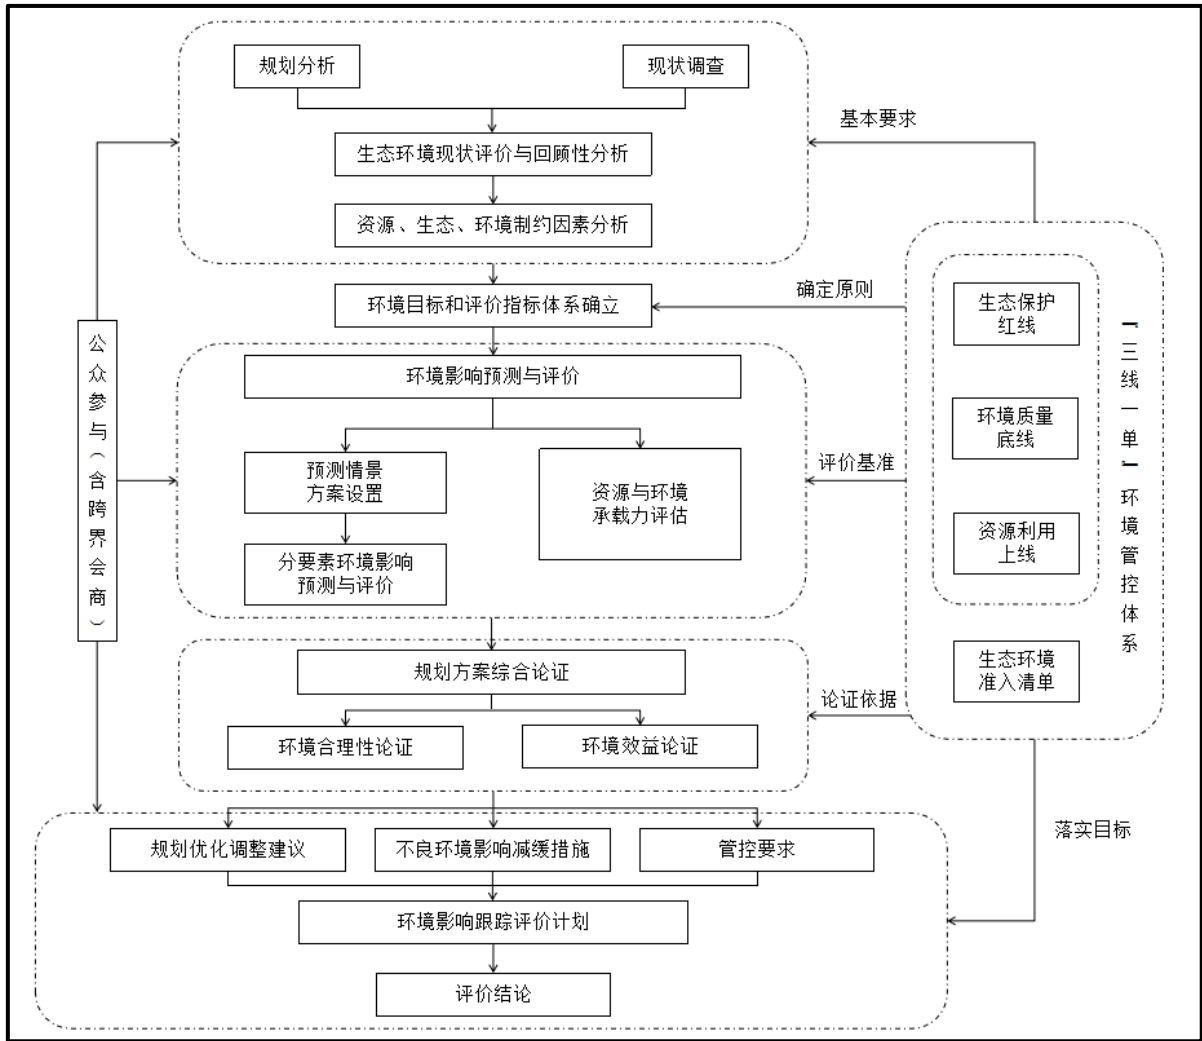 规划分析
现状调查
基本要求
生态环境现状评价与回顾性分析
资源、生态、环境制约因素分析
环境目标和评价指标体系确立
确定原则
公众参与（含跨界会商）
环境影响预测与评价
预测情景
方案设置
资源与环境
承载力评估
分要素环境影响
预测与评价
评价基准
生态保护
红线
环境质量
底线
资源利用
上线
生态环境
准入清单
“三线一单”环境管控体系
规划方案综合论证
环境合理性论证
环境效益论证
论证依据
规划优化调整建议
不良环境影响减缓措施
管控要求
落实目标
环境影响跟踪评价计划
评价结论